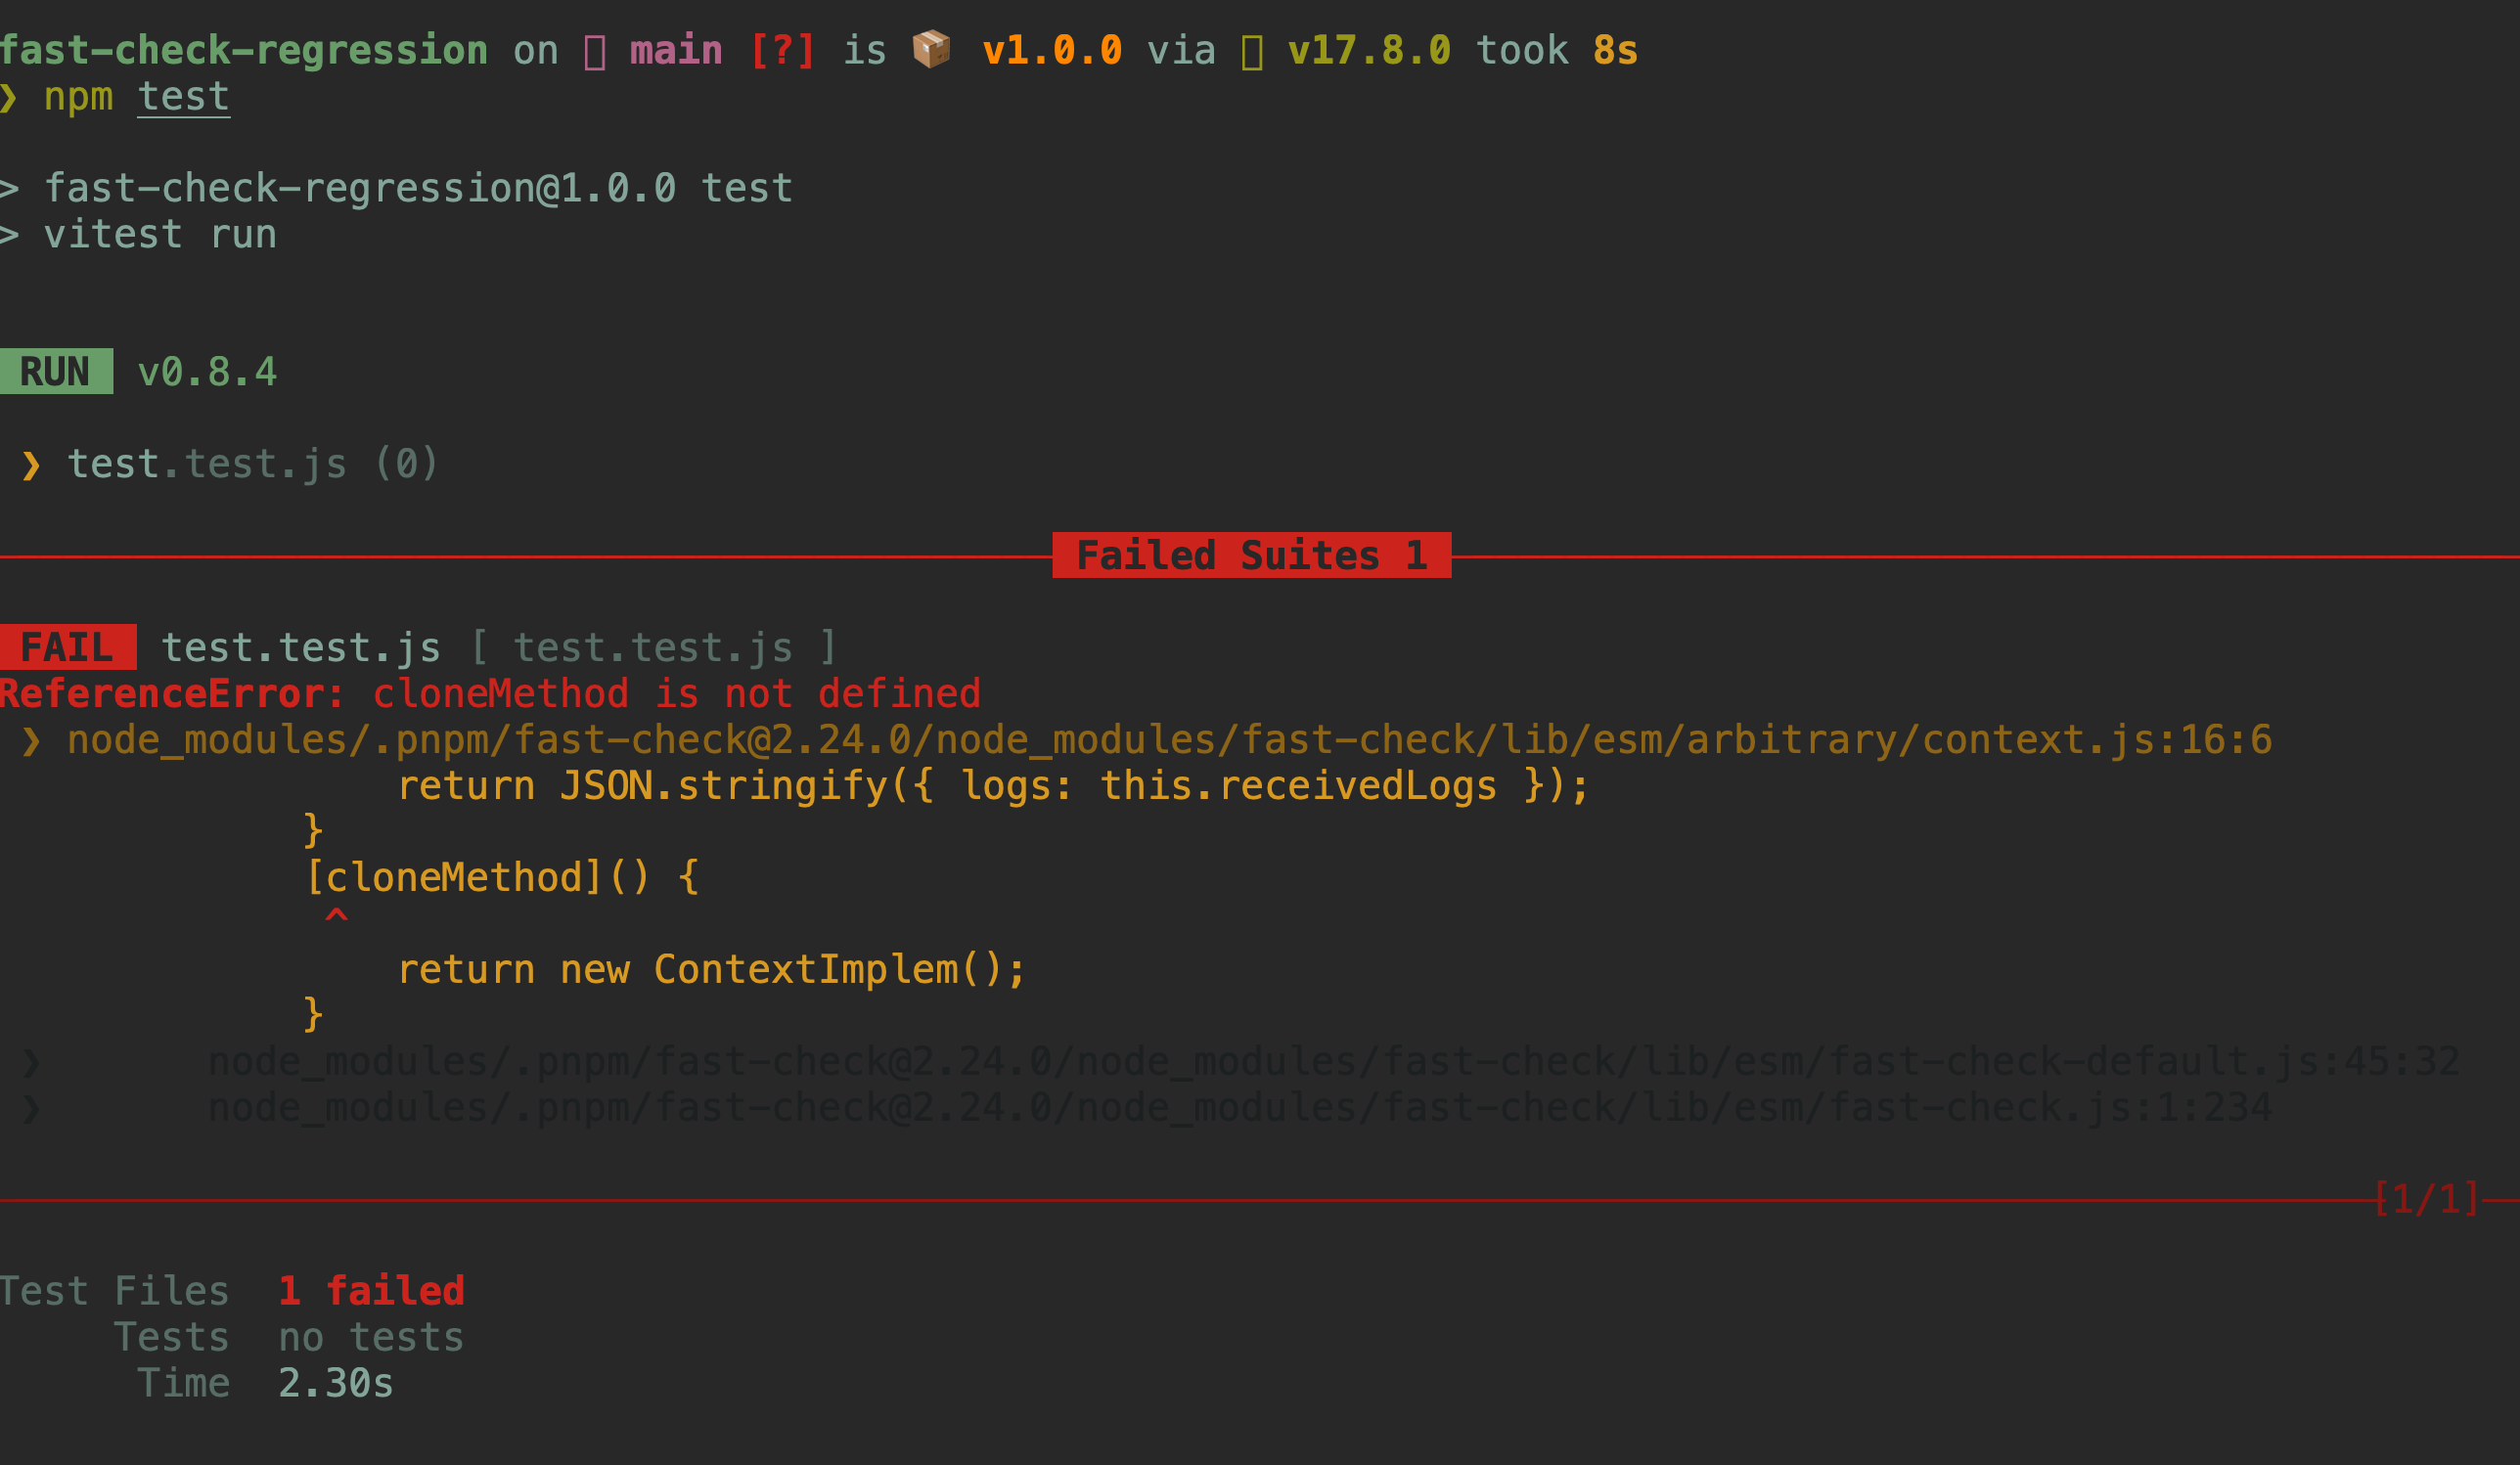 fast-check-regression on main [?] is 📦 v1.0.0 via v17.8.0 took 8s
❯ npm test
> fast-check-regression@1.0.0 test
> vitest run
RUN v0.8.4
❯ test.test.js (0)
Failed Suites 1
FAIL test.test.js [ test.test.js ]
ReferenceError: cloneMethod is not defined
❯ node_modules/.pnpm/fast-check@2.24.0/node_modules/fast-check/lib/esm/arbitrary/context.js:16:6
return JSON.stringify({ logs: this.receivedLogs });
}
[cloneMethod]() {
^
return new ContextImplem();
}
❯ node_modules/.pnpm/fast-check@2.24.0/node_modules/fast-check/lib/esm/fast-check-default.js:45:32
❯ node_modules/.pnpm/fast-check@2.24.0/node_modules/fast-check/lib/esm/fast-check.js:1:234
[1/1]
Test Files 1 failed
Tests no tests
Time 2.30s